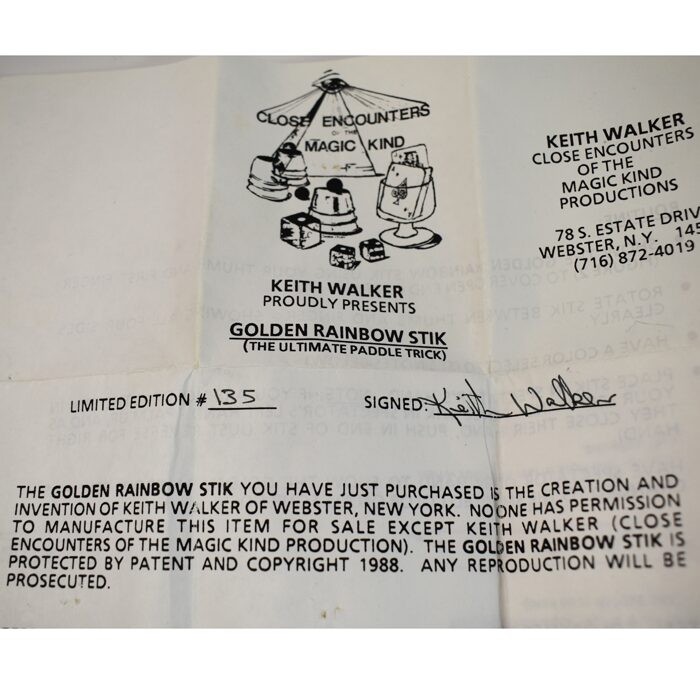 CLOSE ENCOUNTERS
OF THE
MAGIC KIND
KEITH WALKER
PROUDLY PRESENTS
GOLDEN RAINBOW STIK
(THE ULTIMATE PADDLE TRICK)
KEITH WALKER
CLOSE ENCOUNTERS
OF THE
MAGIC KIND
PRODUCTIONS
78 S. ESTATE DRIV
WEBSTER, N.Y. 145
(716) 872-4019
LIMITED EDITION # 135 SIGNED: Keith Walker
THE GOLDEN RAINBOW STIK YOU HAVE JUST PURCHASED IS THE CREATION AND
INVENTION OF KEITH WALKER OF WEBSTER, NEW YORK. NO ONE HAS PERMISSION
TO MANUFACTURE THIS ITEM FOR SALE EXCEPT KEITH WALKER (CLOSE
ENCOUNTERS OF THE MAGIC KIND PRODUCTION). THE GOLDEN RAINBOW STIK IS
PROTECTED BY PATENT AND COPYRIGHT 1988. ANY REPRODUCTION WILL BE
PROSECUTED.